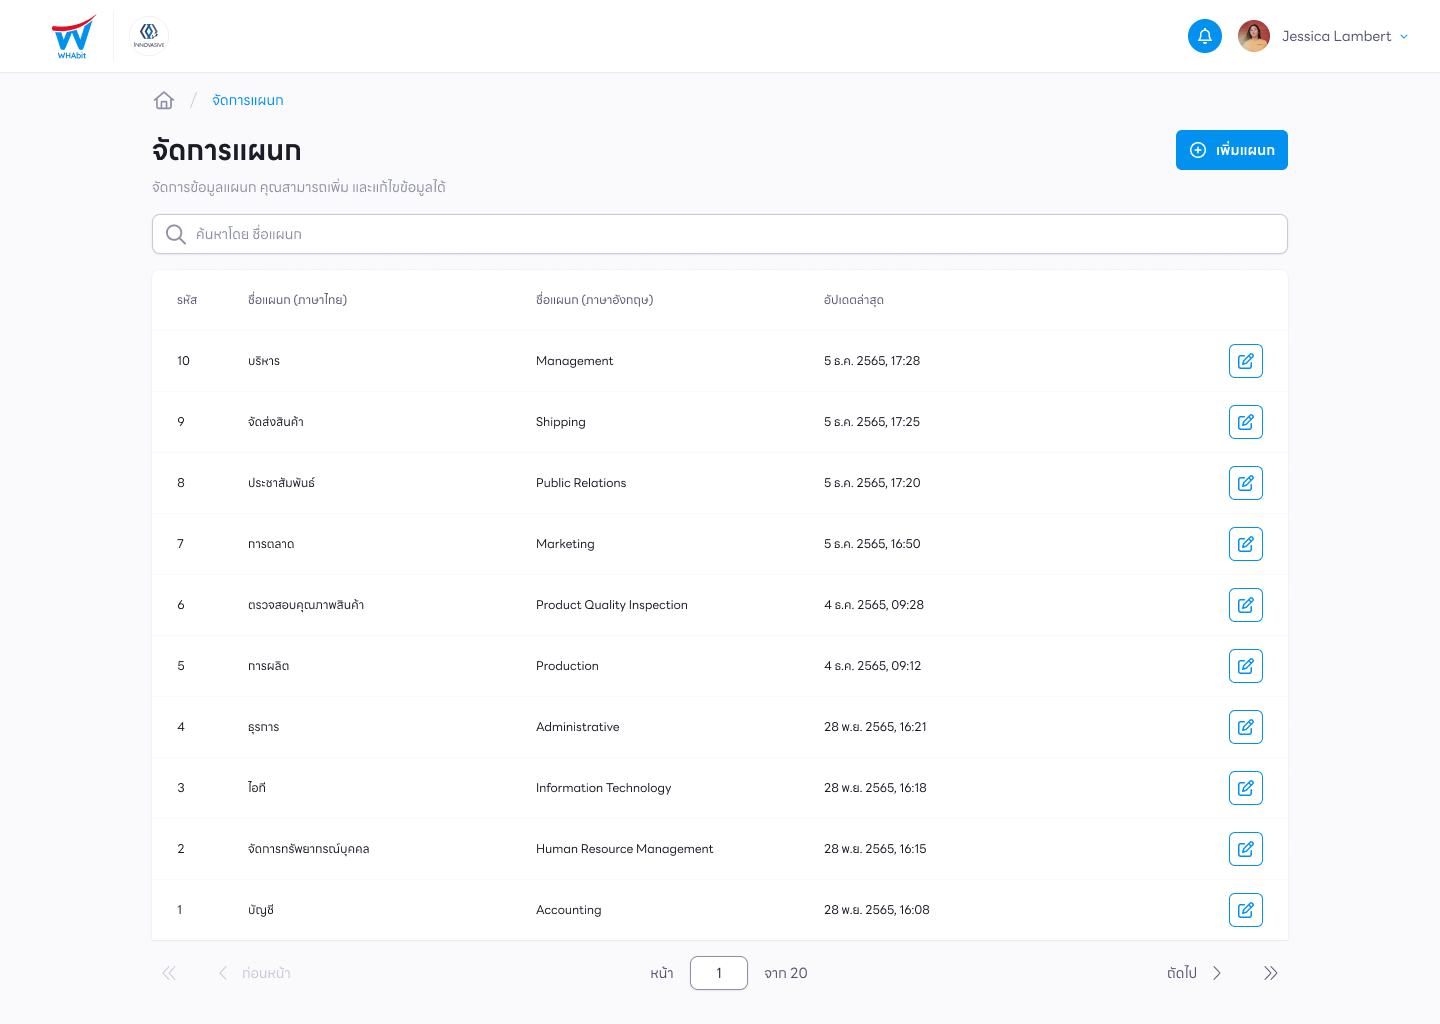 WHAbit
INNOVASIVE
Jessica Lambert
จัดการแผนก
จัดการแผนก
เพิ่มแผนก
จัดการข้อมูลแผนก คุณสามารถเพิ่ม และแก้ไขข้อมูลได้
ค้นหาโดย ชื่อแผนก
รหัส ชื่อแผนก (ภาษาไทย) ชื่อแผนก (ภาษาอังกฤษ) อัปเดตล่าสุด
10 บริหาร Management 5 ธ.ค. 2565, 17:28
9 จัดส่งสินค้า Shipping 5 ธ.ค. 2565, 17:25
8 ประชาสัมพันธ์ Public Relations 5 ธ.ค. 2565, 17:20
7 การตลาด Marketing 5 ธ.ค. 2565, 16:50
6 ตรวจสอบคุณภาพสินค้า Product Quality Inspection 4 ธ.ค. 2565, 09:28
5 การผลิต Production 4 ธ.ค. 2565, 09:12
4 ธุรการ Administrative 28 พ.ย. 2565, 16:21
3 ไอที Information Technology 28 พ.ย. 2565, 16:18
2 จัดการทรัพยากรณ์บุคคล Human Resource Management 28 พ.ย. 2565, 16:15
1 บัญชี Accounting 28 พ.ย. 2565, 16:08
ก่อนหน้า หน้า 1 จาก 20 ถัดไป